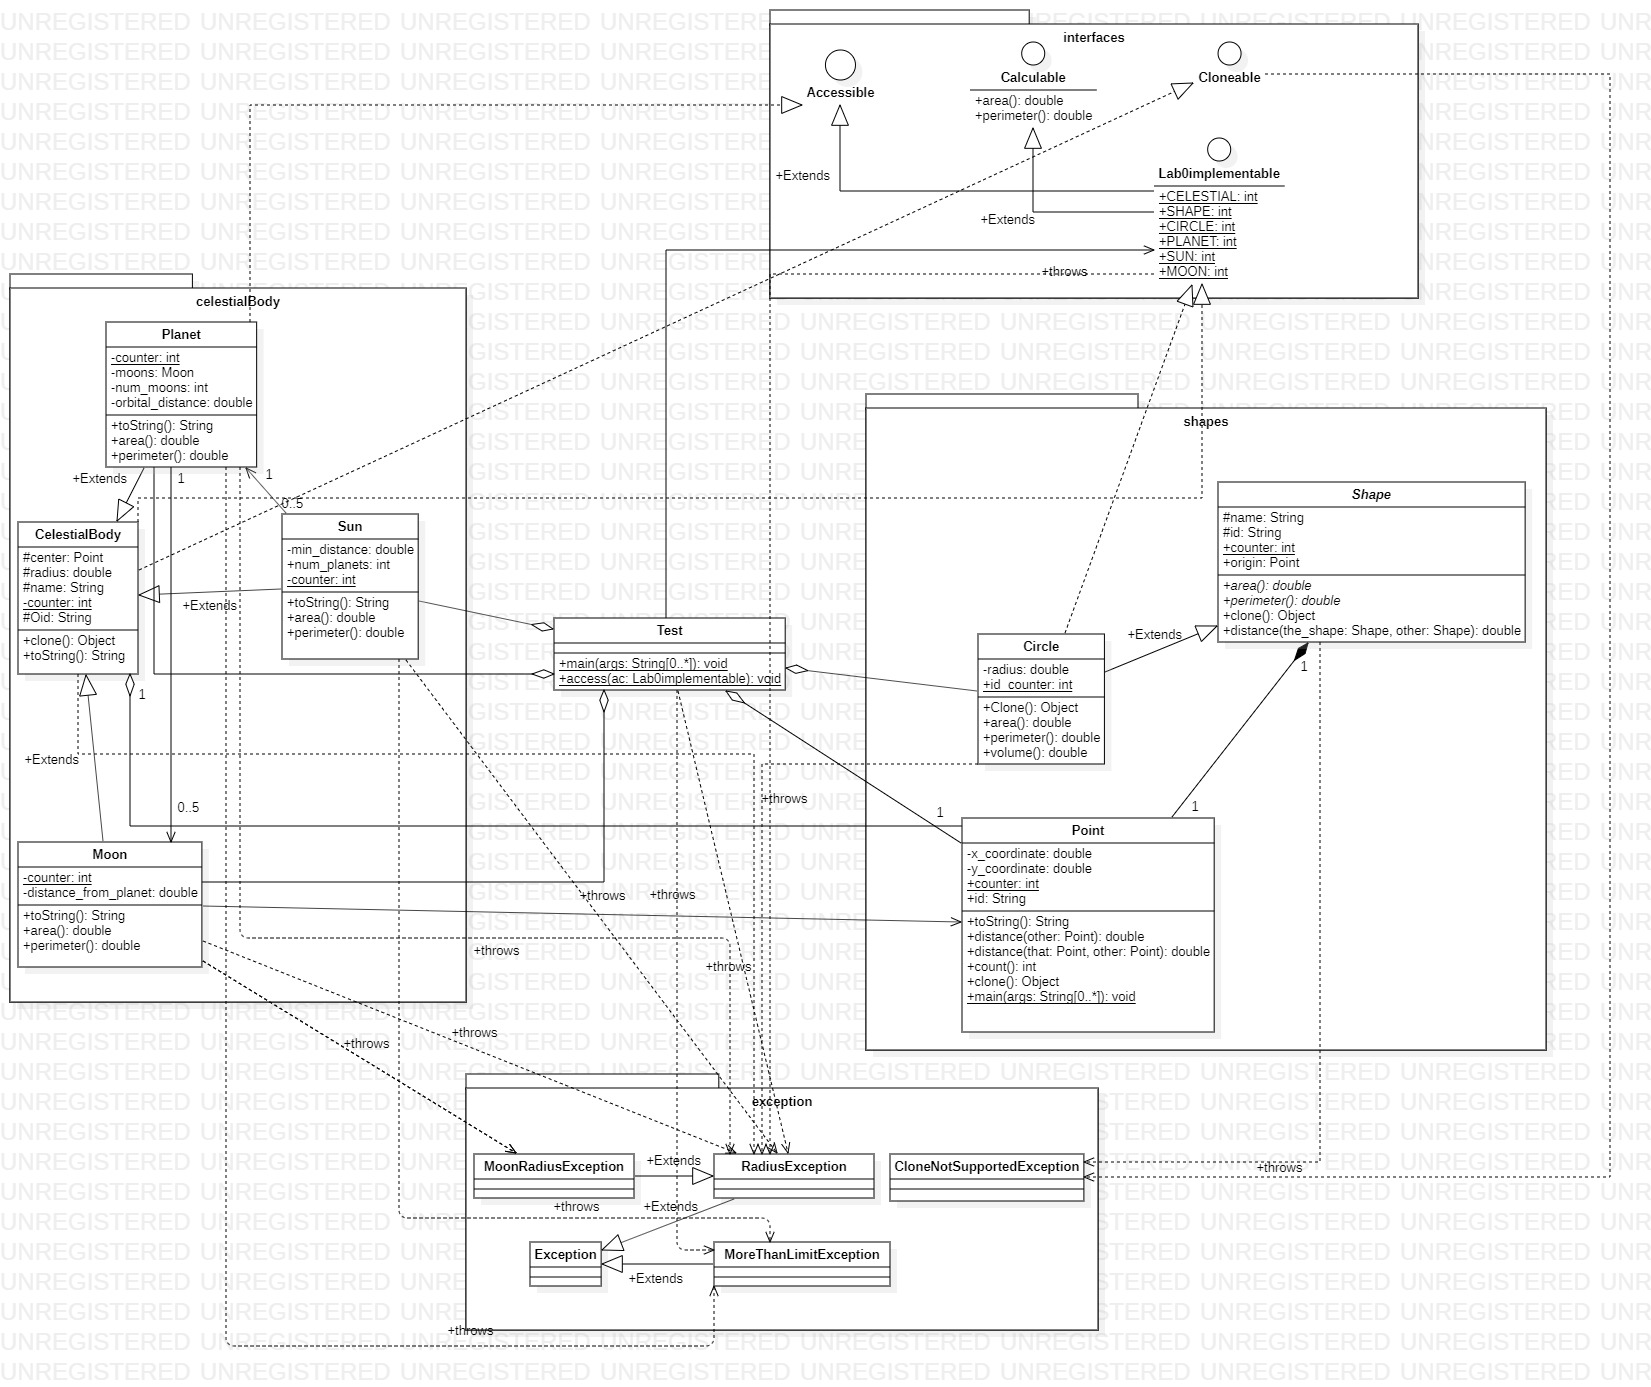 interfaces
Accessible
Calculable
+area(): double
+perimeter(): double
Cloneable
Lab0implementable
+CELESTIAL: int
+SHAPE: int
+CIRCLE: int
+PLANET: int
+SUN: int
+MOON: int
+Extends
+Extends
+throws
celestialBody
Planet
-counter: int
-moons: Moon
-num_moons: int
-orbital_distance: double
+toString(): String
+area(): double
+perimeter(): double
+Extends
1
1
0..5
CelestialBody
#center: Point
#radius: double
#name: String
-counter: int
#Oid: String
+clone(): Object
+toString(): String
Sun
-min_distance: double
+num_planets: int
-counter: int
+toString(): String
+area(): double
+perimeter(): double
+Extends
1
+Extends
0..5
Moon
-counter: int
-distance_from_planet: double
+toString(): String
+area(): double
+perimeter(): double
Test
+main(args: String[0..*]): void
+access(ac: Lab0implementable): void
shapes
Shape
#name: String
#id: String
+counter: int
+origin: Point
+area(): double
+perimeter(): double
+clone(): Object
+distance(the_shape: Shape, other: Shape): double
+Extends
1
Circle
-radius: double
+id_counter: int
+Clone(): Object
+area(): double
+perimeter(): double
+volume(): double
+throws
1
1
Point
-x_coordinate: double
-y_coordinate: double
+counter: int
+id: String
+toString(): String
+distance(other: Point): double
+distance(that: Point, other: Point): double
+count(): int
+clone(): Object
+main(args: String[0..*]): void
+throws
+throws
+throws
+throws
+throws
+throws
exception
MoonRadiusException
+Extends
RadiusException
CloneNotSupportedException
+throws
+throws
+Extends
Exception
MoreThanLimitException
+Extends
+throws
UNREGISTERED